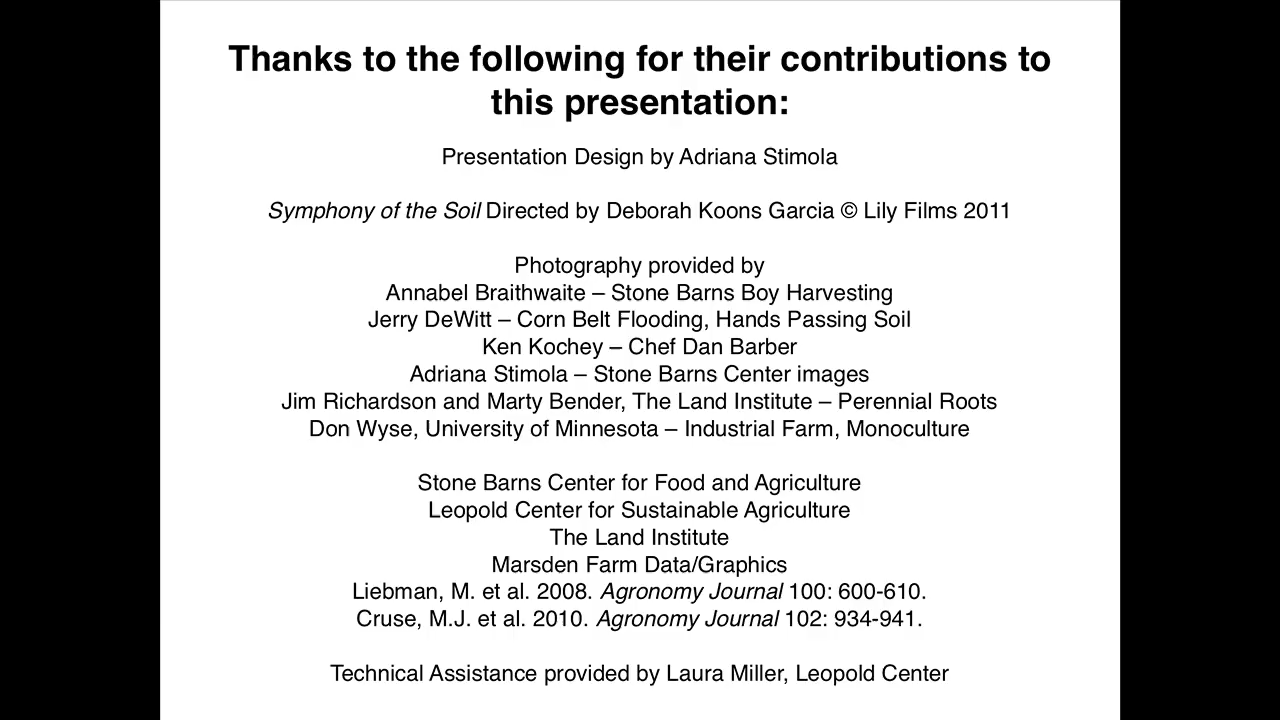 Thanks to the following for their contributions to
this presentation:
Presentation Design by Adriana Stimola
Symphony of the Soil Directed by Deborah Koons Garcia © Lily Films 2011
Photography provided by
Annabel Braithwaite – Stone Barns Boy Harvesting
Jerry DeWitt – Corn Belt Flooding, Hands Passing Soil
Ken Kochey – Chef Dan Barber
Adriana Stimola – Stone Barns Center images
Jim Richardson and Marty Bender, The Land Institute – Perennial Roots
Don Wyse, University of Minnesota – Industrial Farm, Monoculture
Stone Barns Center for Food and Agriculture
Leopold Center for Sustainable Agriculture
The Land Institute
Marsden Farm Data/Graphics
Liebman, M. et al. 2008. Agronomy Journal 100: 600-610.
Cruse, M.J. et al. 2010. Agronomy Journal 102: 934-941.
Technical Assistance provided by Laura Miller, Leopold Center